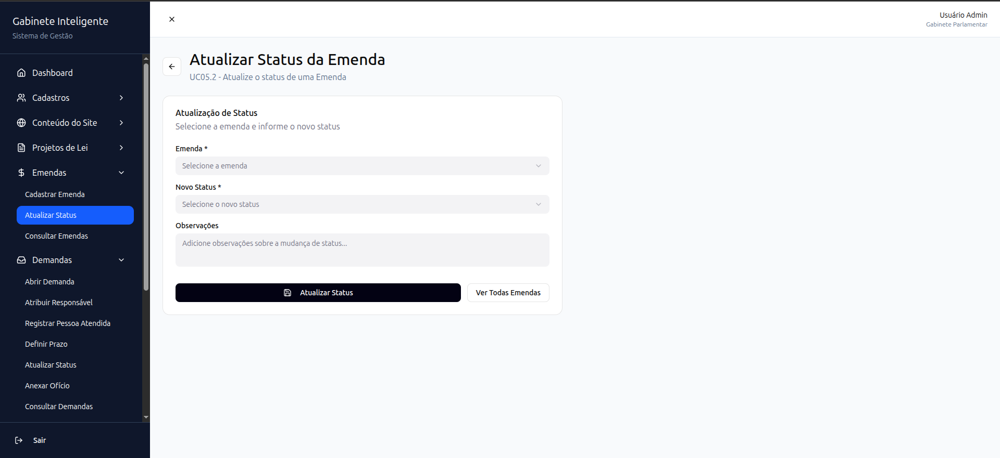 Gabinete Inteligente
Sistema de Gestão
Dashboard
Cadastros
Conteúdo do Site
Projetos de Lei
Emendas
Cadastrar Emenda
Atualizar Status
Consultar Emendas
Demandas
Abrir Demanda
Atribuir Responsável
Registrar Pessoa Atendida
Definir Prazo
Atualizar Status
Anexar Ofício
Consultar Demandas
Sair
Usuário Admin
Gabinete Parlamentar
Atualizar Status da Emenda
UC05.2 - Atualize o status de uma Emenda
Atualização de Status
Selecione a emenda e informe o novo status
Emenda *
Selecione a emenda
Novo Status *
Selecione o novo status
Observações
Adicione observações sobre a mudança de status...
Atualizar Status
Ver Todas Emendas